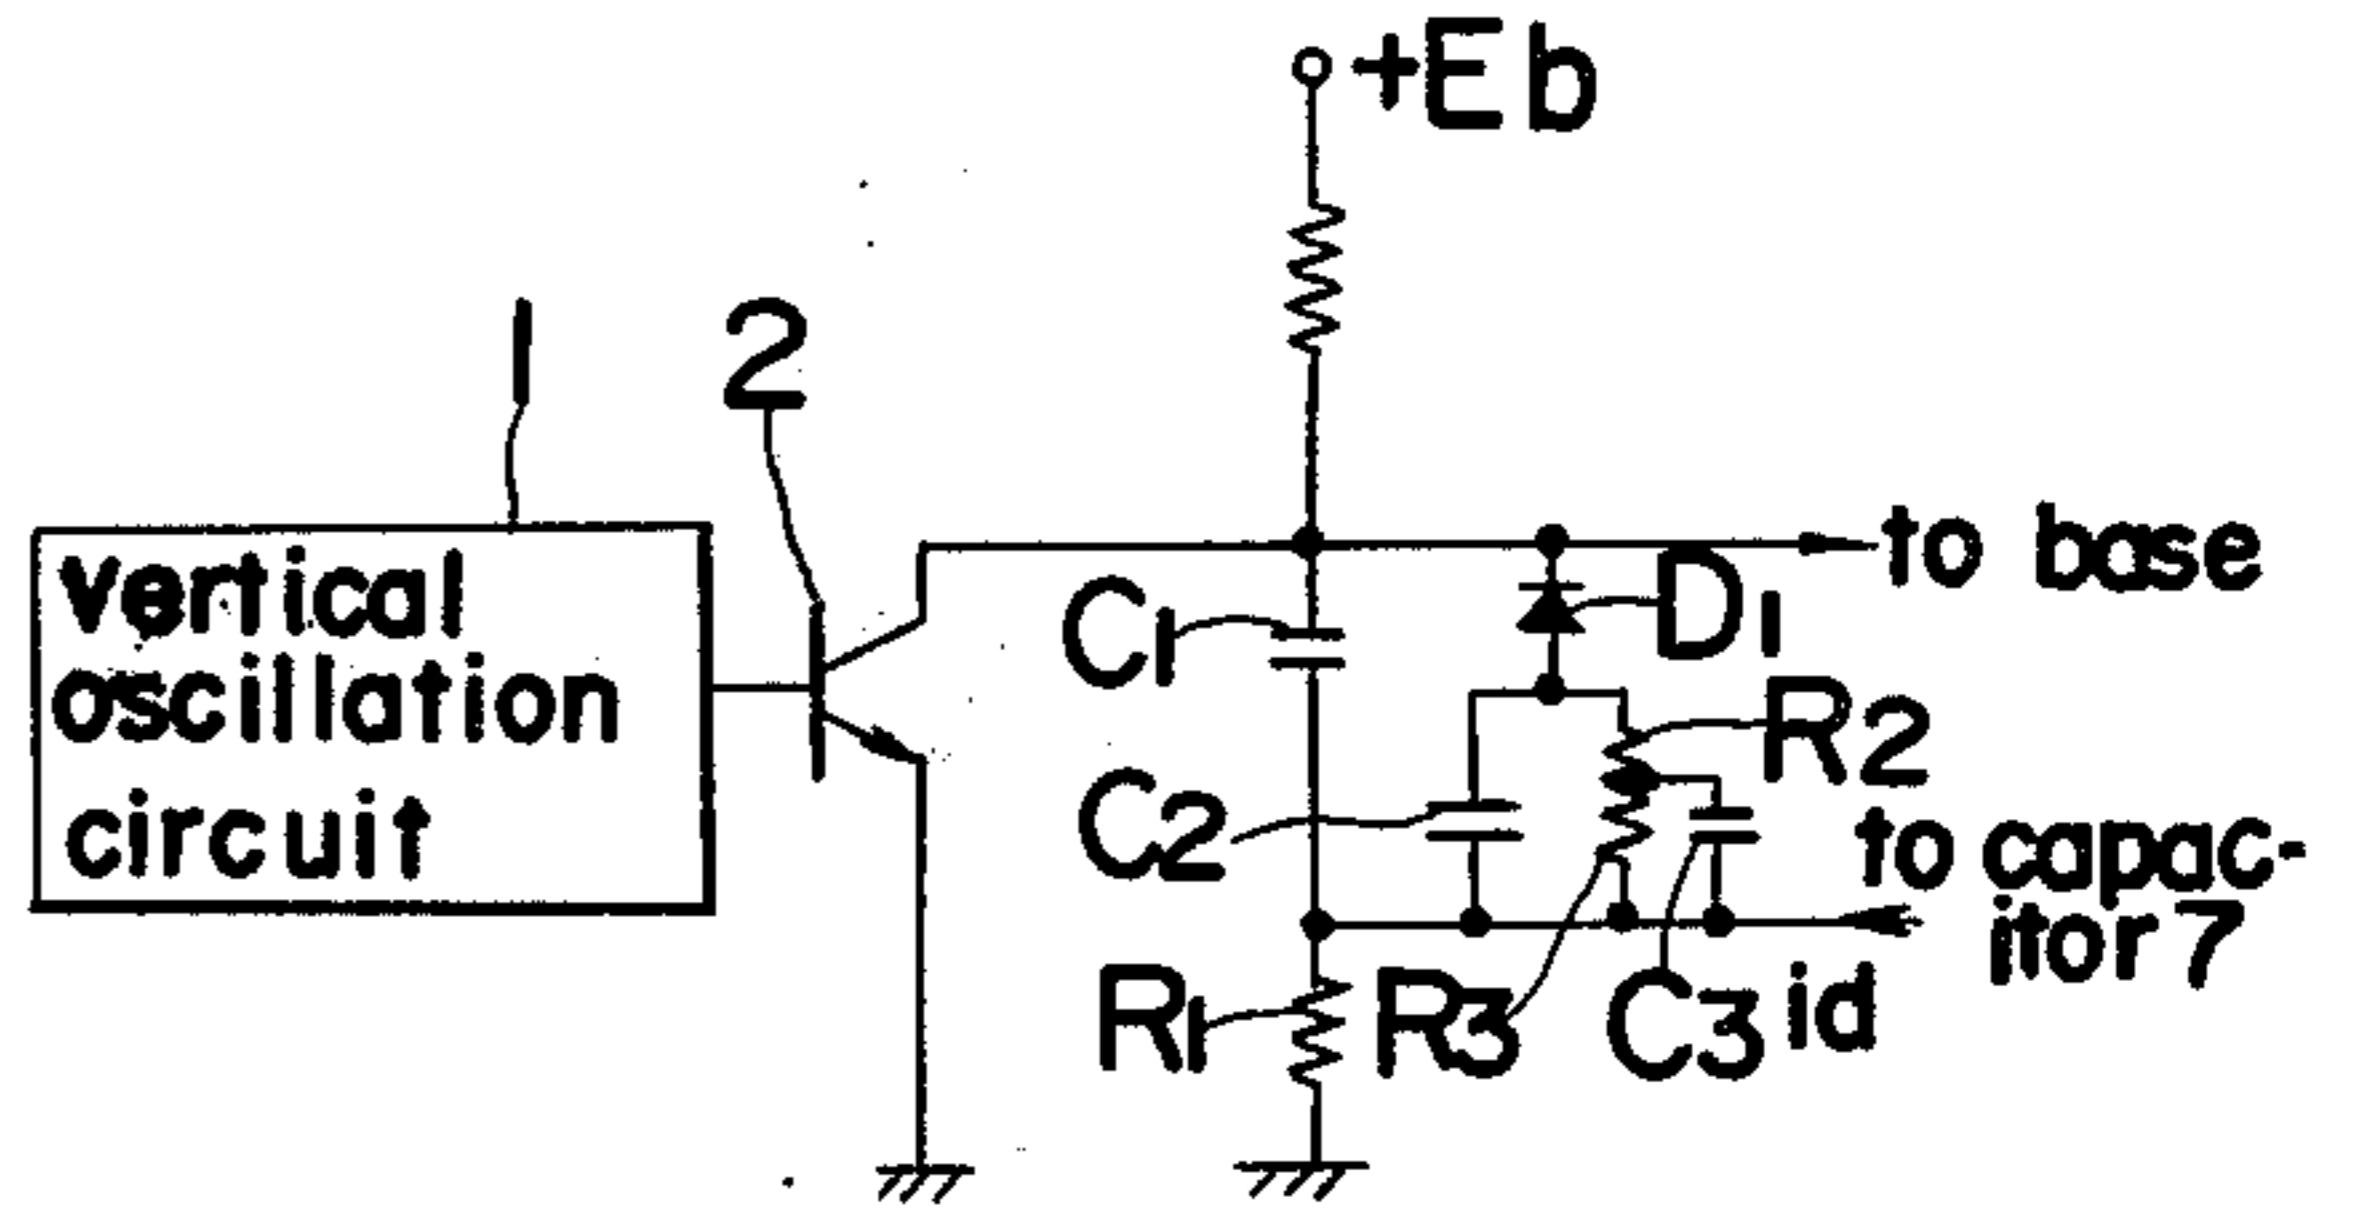 +Eb
1
2
vertical
oscillation
circuit
to base
C1
D1
R2
C2
to capac-
itor 7
R1
R3
C3
id